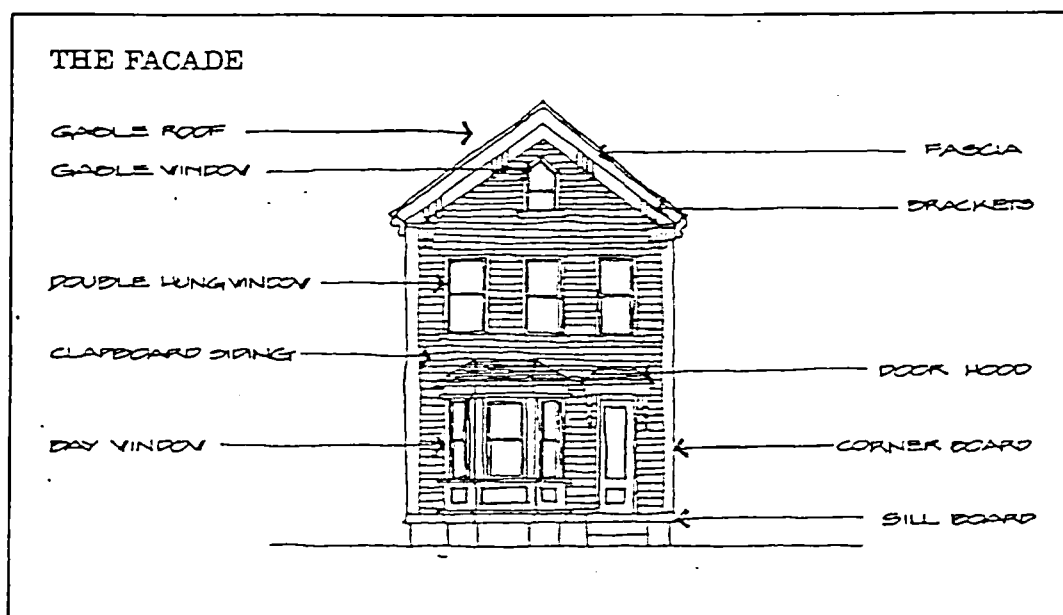 THE FACADE
GABLE ROOF
GABLE WINDOW
DOUBLE HUNG WINDOW
CLAPBOARD SIDING
BAY WINDOW
FASCIA
BRACKETS
DOOR HOOD
CORNER BOARD
SILL BOARD